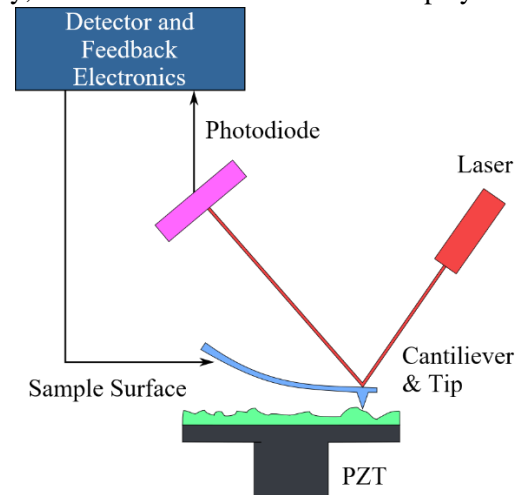 Detector and
Feedback
Electronics
Photodiode
Laser
Cantiliever
& Tip
Sample Surface
PZT